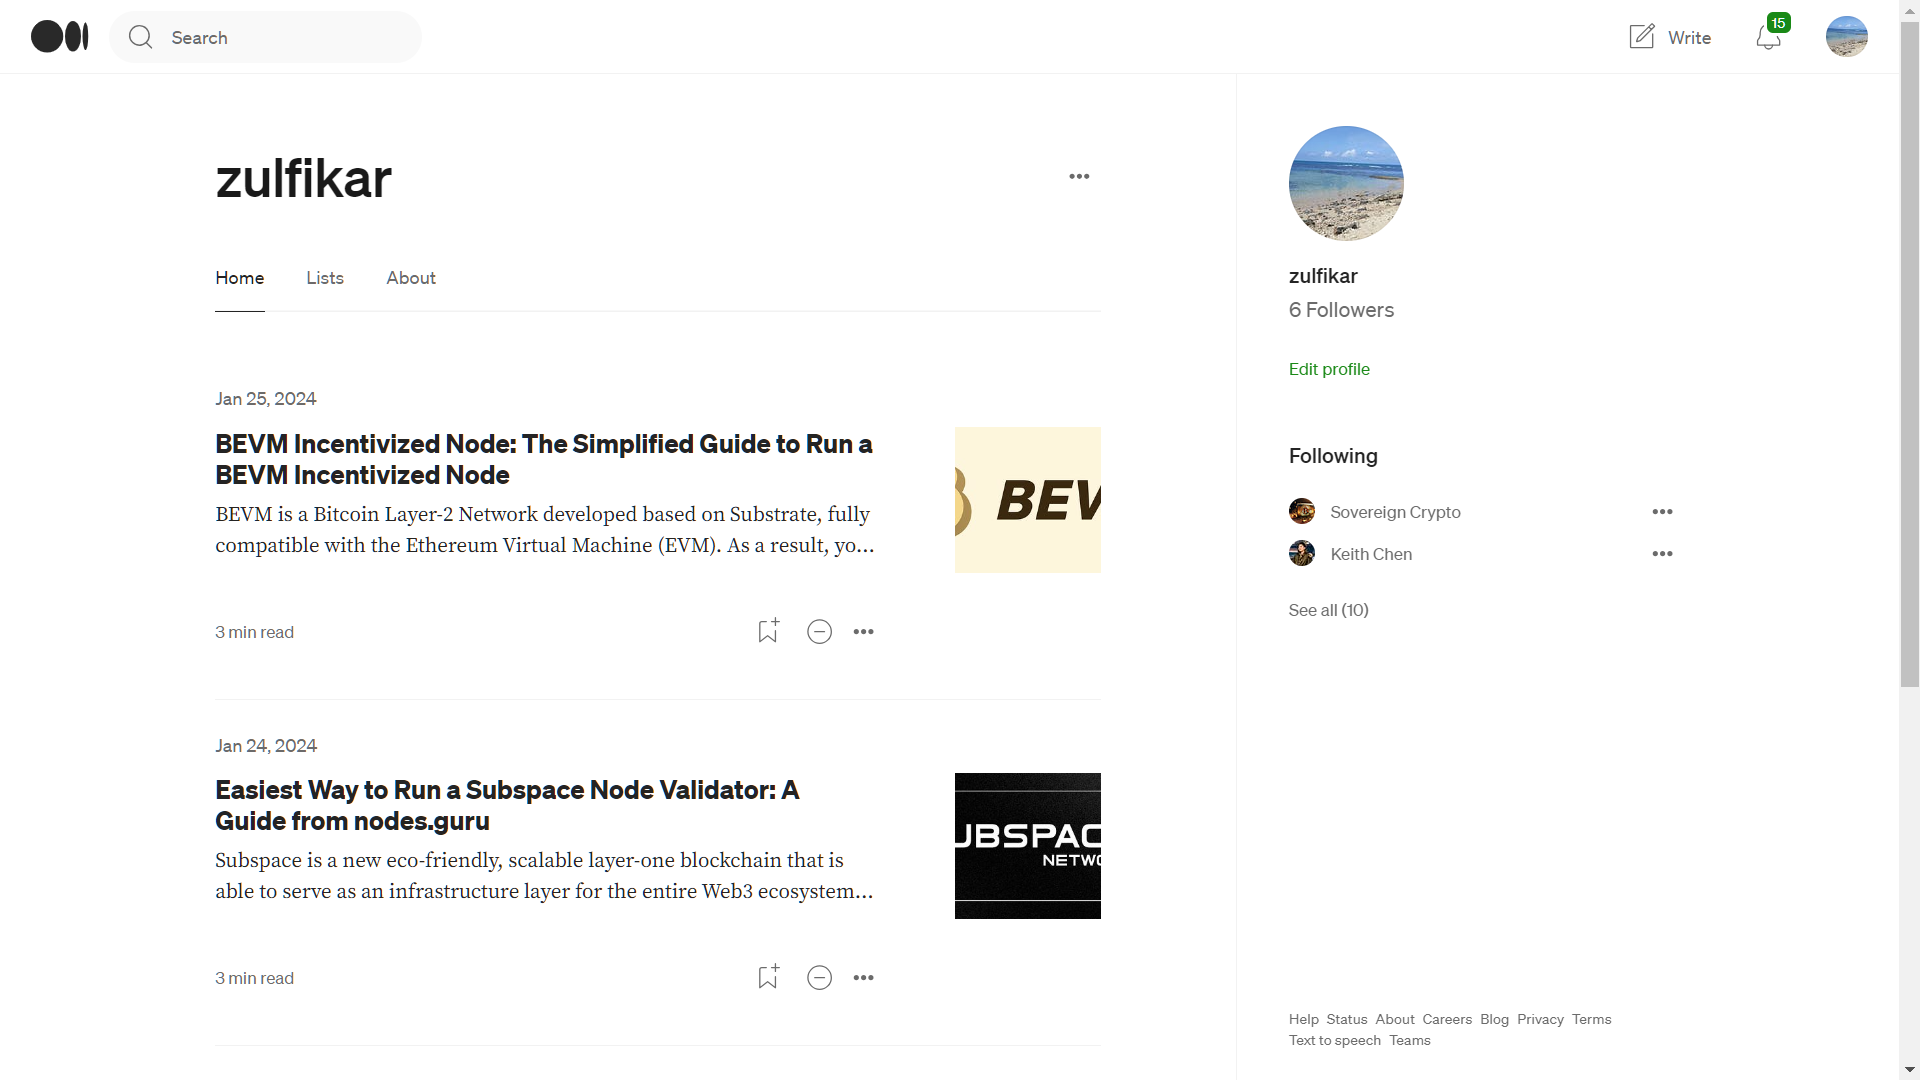 Search
Write
15
zulfikar
Home
Lists
About
Jan 25, 2024
BEVM Incentivized Node: The Simplified Guide to Run a
BEVM Incentivized Node
BEVM is a Bitcoin Layer-2 Network developed based on Substrate, fully
compatible with the Ethereum Virtual Machine (EVM). As a result, yo…
BEV
3 min read
Jan 24, 2024
Easiest Way to Run a Subspace Node Validator: A
Guide from nodes.guru
Subspace is a new eco-friendly, scalable layer-one blockchain that is
able to serve as an infrastructure layer for the entire Web3 ecosystem…
UBSPAC
NETWO
3 min read
zulfikar
6 Followers
Edit profile
Following
Sovereign Crypto
Keith Chen
See all (10)
Help Status About Careers Blog Privacy Terms
Text to speech Teams